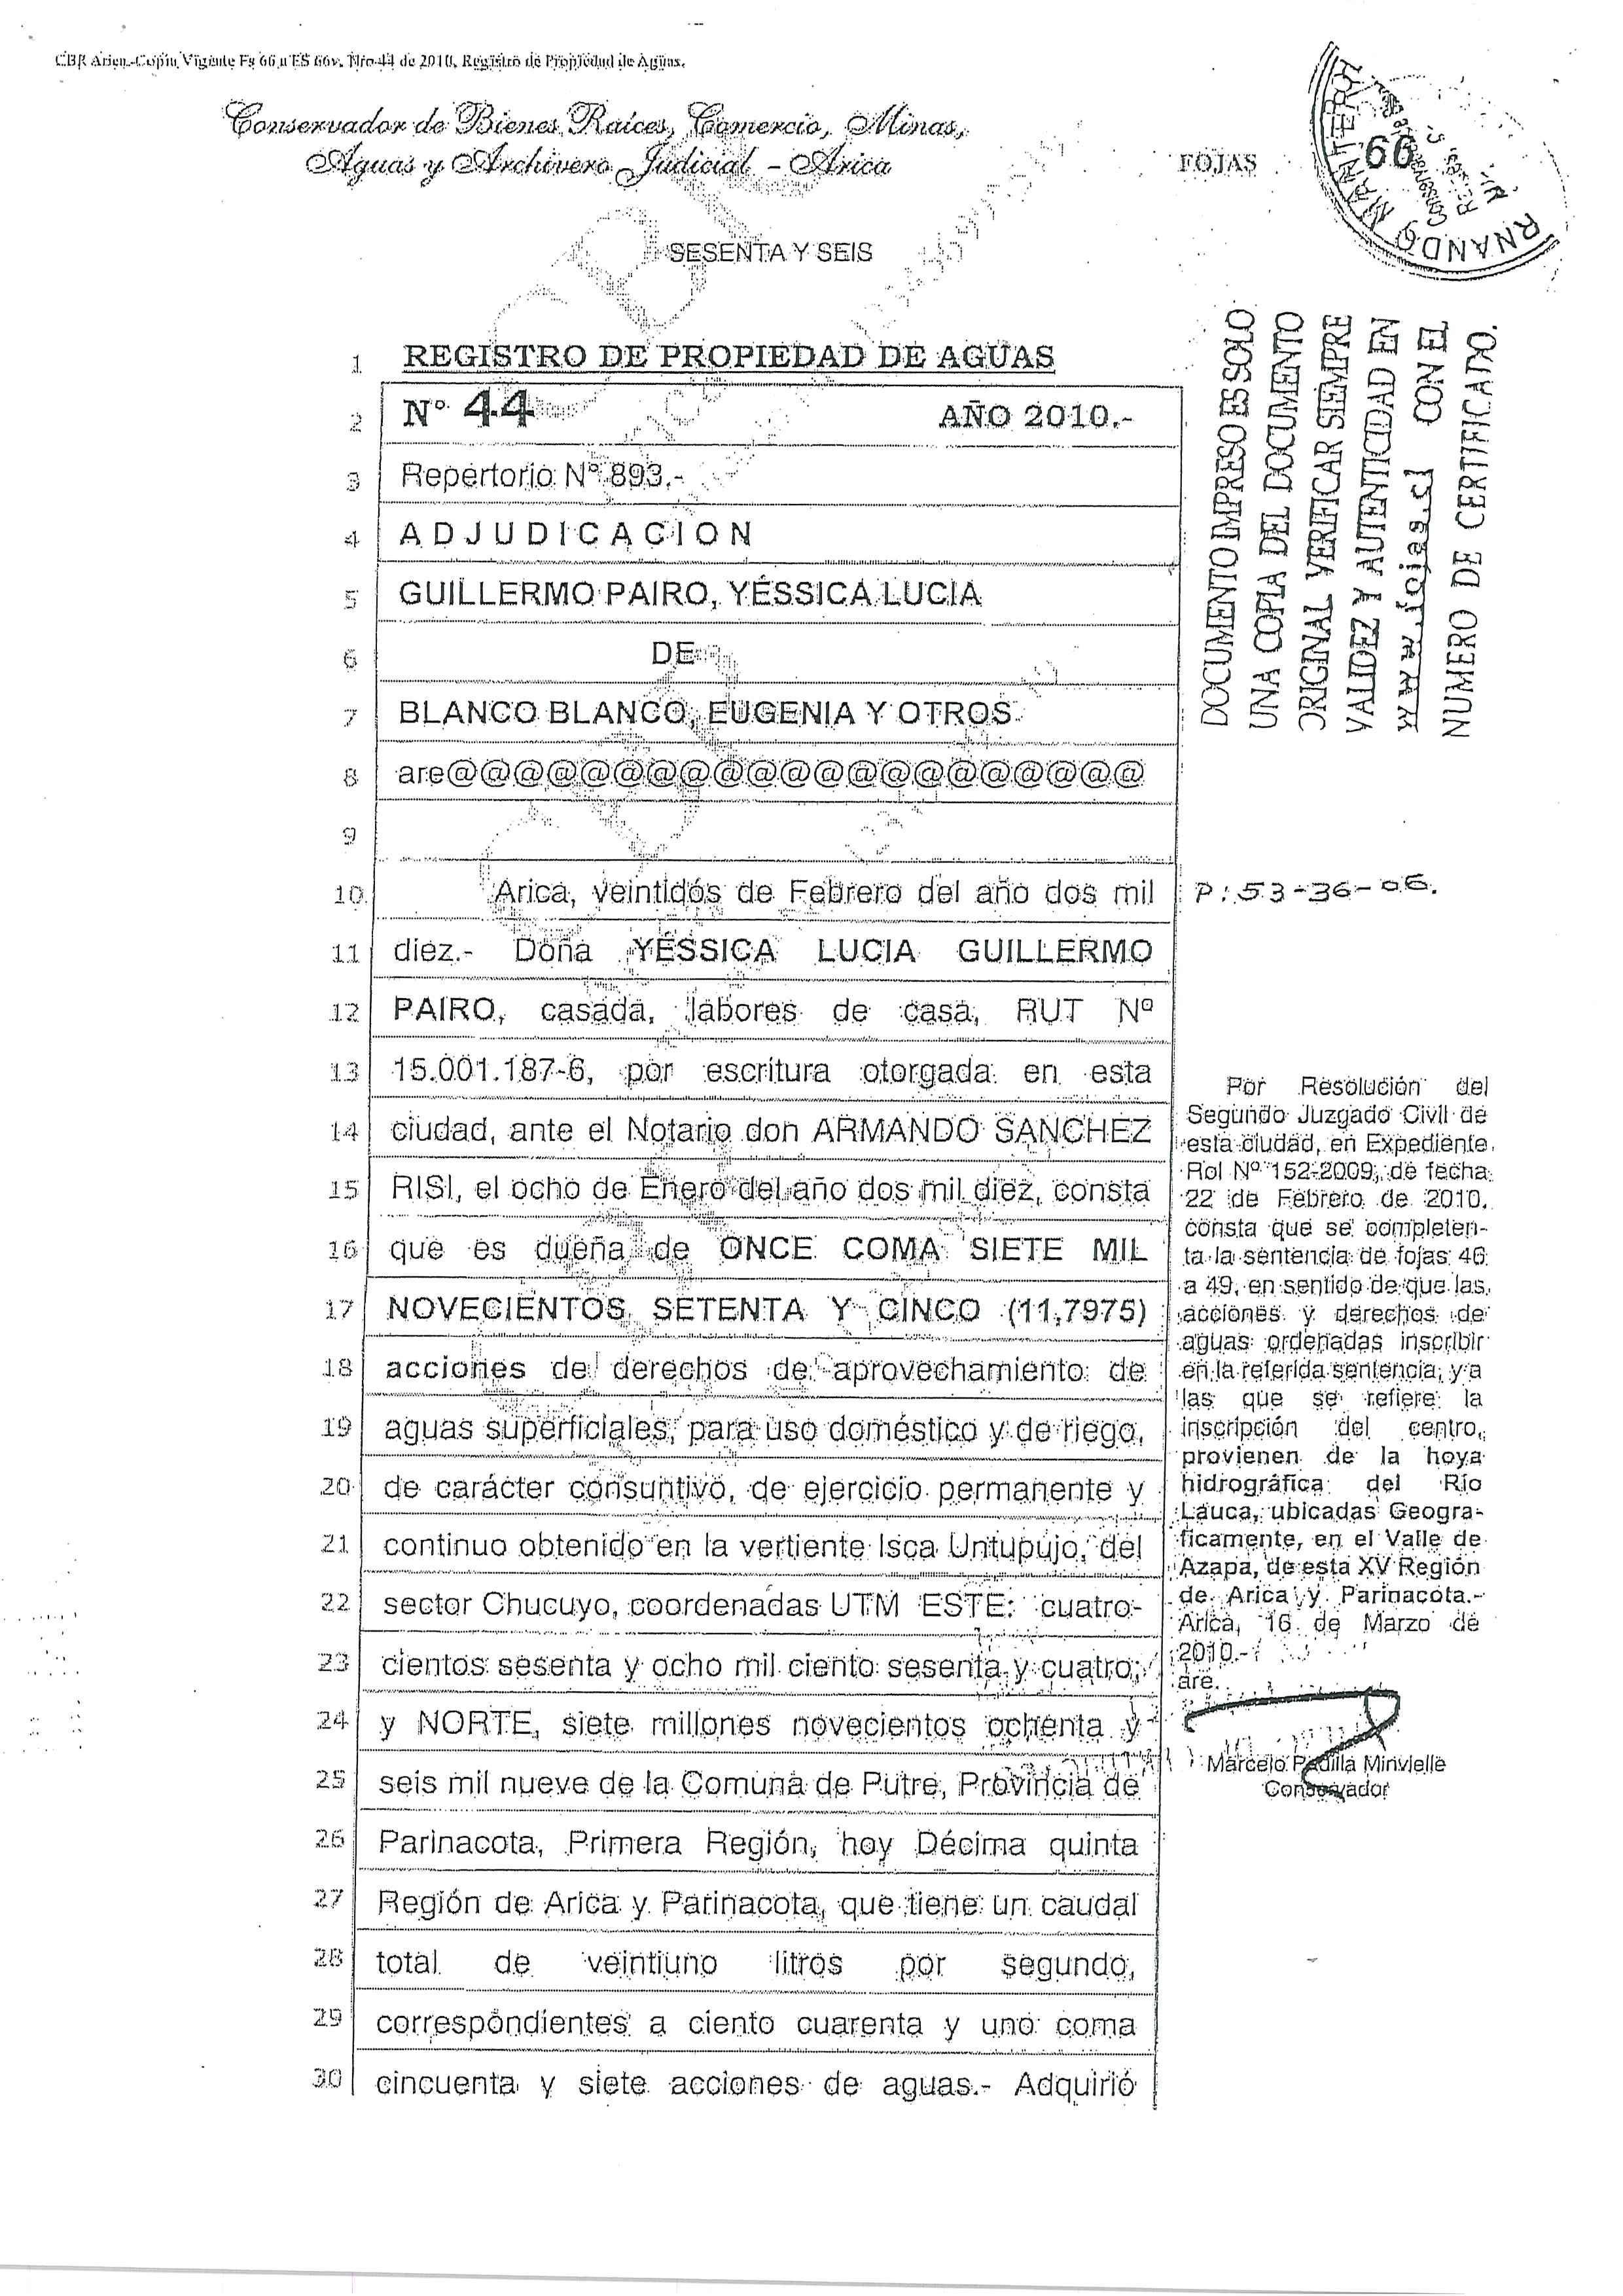 CBR Arica.-Copia Vigente Fs 66 a FS 66v. Nro 44 de 2010. Registro de Propiedad de Aguas.
Conservador de Bienes Raíces, Comercio, Minas,
Aguas y Archivero Judicial - Arica
FOJAS
66
SESENTA Y SEIS
DOCUMENTO IMPRESO ES SOLO
UNA COPIA DEL DOCUMENTO
ORIGINAL VERIFICAR SIEMPRE
VALIDEZ Y AUTENTICIDAD EN
www.fojas.cl CON EL
NUMERO DE CERTIFICADO.
1 REGISTRO DE PROPIEDAD DE AGUAS
2 Nº 44 AÑO 2010.-
3 Repertorio Nº 893.-
4 ADJUDICACION
5 GUILLERMO PAIRO, YÉSSICA LUCIA
6 DE
7 BLANCO BLANCO, EUGENIA Y OTROS
8 are@@@@@@@@@@@@@@@@@@@@@
9
10 Arica, veintidós de Febrero del año dos mil
11 diez.- Doña YÉSSICA LUCIA GUILLERMO
12 PAIRO, casada, labores de casa, RUT Nº
13 15.001.187-6, por escritura otorgada en esta
14 ciudad, ante el Notario don ARMANDO SANCHEZ
15 RISI, el ocho de Enero del año dos mil diez, consta
16 que es dueña de ONCE COMA SIETE MIL
17 NOVECIENTOS SETENTA Y CINCO (11,7975)
18 acciones de derechos de aprovechamiento de
19 aguas superficiales, para uso doméstico y de riego,
20 de carácter consuntivo, de ejercicio permanente y
21 continuo obtenido en la vertiente Isca Untupujo, del
22 sector Chucuyo, coordenadas UTM ESTE: cuatro-
23 cientos sesenta y ocho mil ciento sesenta y cuatro;
24 y NORTE, siete millones novecientos ochenta y
25 seis mil nueve de la Comuna de Putre, Provincia de
26 Parinacota, Primera Región, hoy Décima quinta
27 Región de Arica y Parinacota, que tiene un caudal
28 total de veintiuno litros por segundo,
29 correspondientes a ciento cuarenta y uno coma
30 cincuenta y siete acciones de aguas.- Adquirió
P: 53-36-06.
Por Resolución del
Segundo Juzgado Civil de
esta ciudad, en Expediente
Rol Nº 152-2009, de fecha
22 de Febrero de 2010,
consta que se completen-
ta la sentencia de fojas 46
a 49, en sentido de que las
acciones y derechos de
aguas ordenadas inscribir
en la referida sentencia, y a
las que se refiere la
inscripción del centro,
provienen de la hoya
hidrográfica del Río
Lauca, ubicadas Geogra-
ficamente, en el Valle de
Azapa, de esta XV Región
de Arica y Parinacota.-
Arica, 16 de Marzo de
2010.-
are.
Marcelo Padilla Minvielle
Conservador